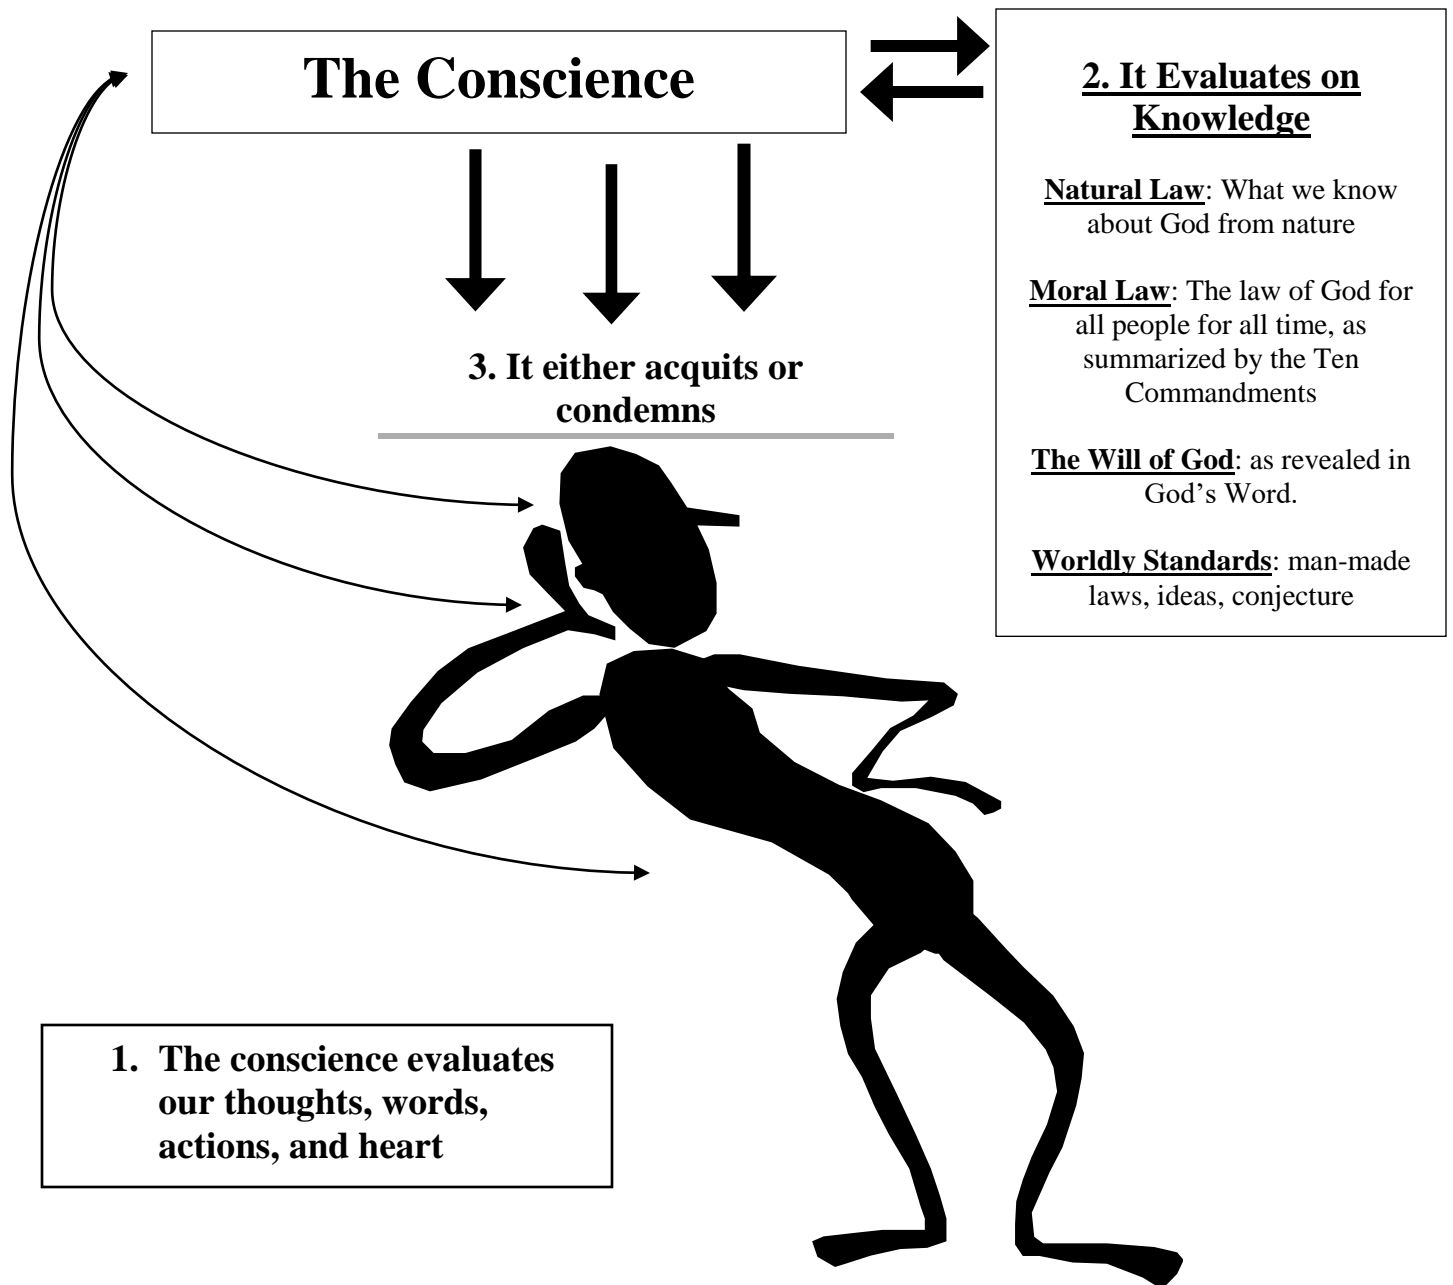 The Conscience
2. It Evaluates on
Knowledge
Natural Law: What we know
about God from nature
Moral Law: The law of God for
all people for all time, as
summarized by the Ten
Commandments
The Will of God: as revealed in
God’s Word.
Worldly Standards: man-made
laws, ideas, conjecture
3. It either acquits or
condemns
1. The conscience evaluates
our thoughts, words,
actions, and heart